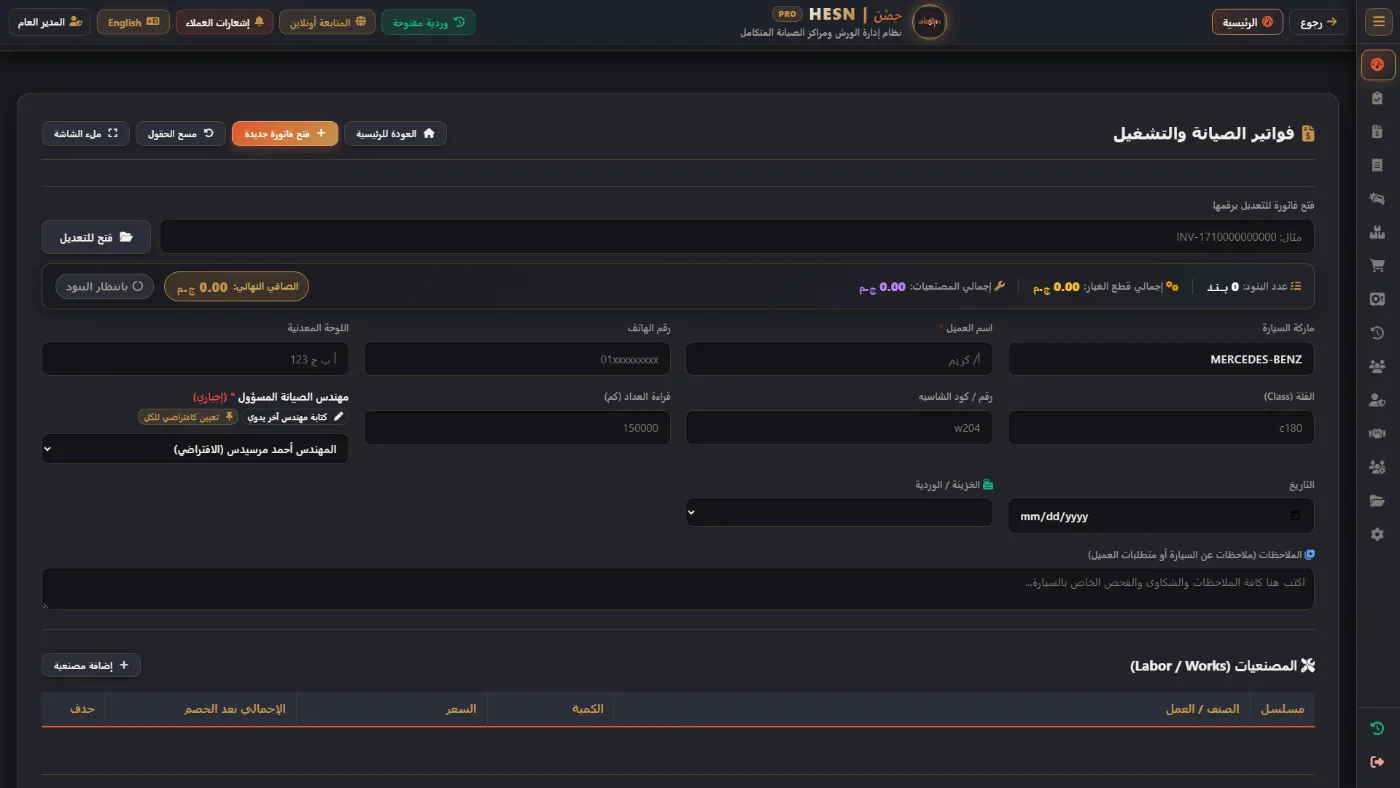 رجوع
الرئيسية
حِصْن | HESN PRO
نظام إدارة الورش ومراكز الصيانة المتكامل
وردية مفتوحة
المتابعة أونلاين
إشعارات العملاء
English
المدير العام
فواتير الصيانة والتشغيل
العودة للرئيسية
فتح فاتورة جديدة
مسح الحقول
ملء الشاشة
فتح فاتورة للتعديل برقمها
مثال: INV-1710000000000
فتح للتعديل
عدد البنود: 0 بـنـد
إجمالي قطع الغيار: 0.00 ج.م
إجمالي المصنعيات: 0.00 ج.م
الصافي النهائي: 0.00 ج.م
بانتظار البنود
ماركة السيارة
اسم العميل *
رقم الهاتف
اللوحة المعدنية
MERCEDES-BENZ
أ/ كريم
01xxxxxxxxx
أ ب ج 123
الفئة (Class)
رقم / كود الشاسيه
قراءة العداد (كم)
مهندس الصيانة المسؤول * (إجباري)
كتابة مهندس آخر يدوي
تعيين كافتراضي للكل
c180
w204
150000
المهندس أحمد مرسيدس (الافتراضي)
التاريخ
الخزينة / الوردية
mm/dd/yyyy
الملاحظات (ملاحظات عن السيارة أو متطلبات العميل)
اكتب هنا كافة الملاحظات والشكاوى والفحص الخاص بالسيارة...
المصنعيات (Labor / Works)
إضافة مصنعية
مسلسل
الصنف / العمل
الكمية
السعر
الإجمالي بعد الخصم
حذف